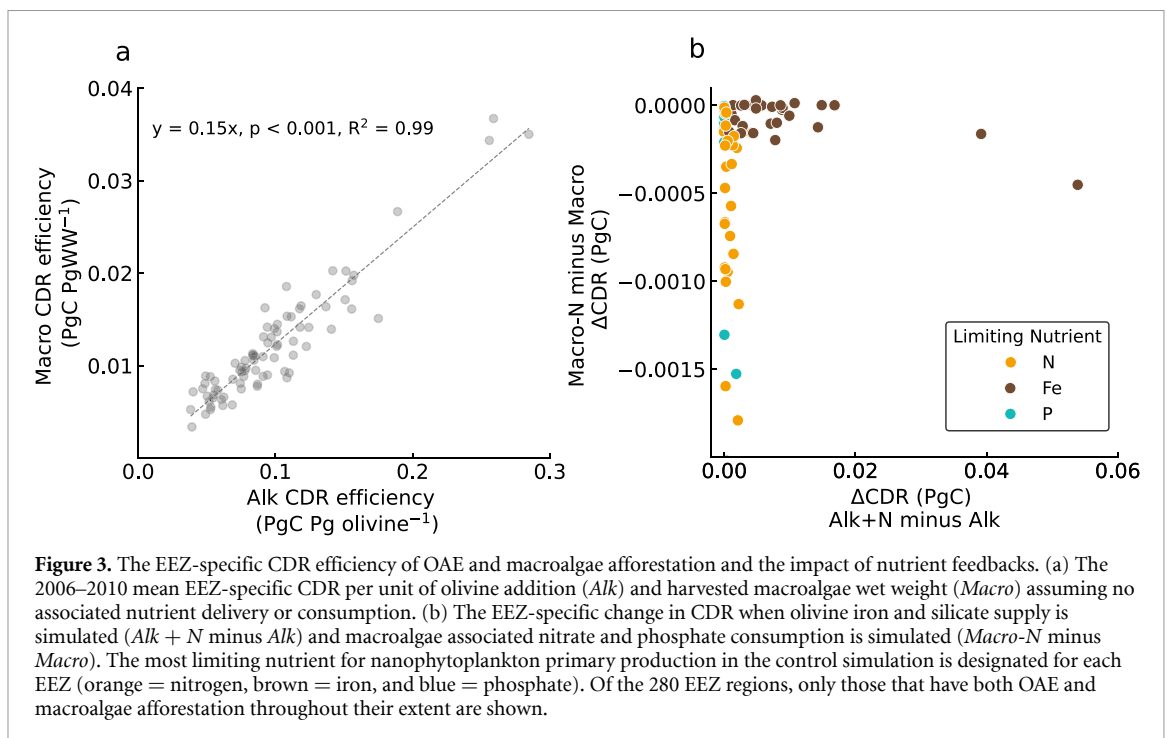 a
0.04
0.03
0.02
0.01
0.0
0.1
0.2
0.3
y = 0.15x, p < 0.001, R² = 0.99
Macro CDR efficiency
(PgC PgWW⁻¹)
Alk CDR efficiency
(PgC Pg olivine⁻¹)
b
0.0000
−0.0005
−0.0010
−0.0015
0.00
0.02
0.04
0.06
Macro-N minus Macro
ΔCDR (PgC)
Limiting Nutrient
N
Fe
P
ΔCDR (PgC)
Alk+N minus Alk
Figure 3. The EEZ-specific CDR efficiency of OAE and macroalgae afforestation and the impact of nutrient feedbacks. (a) The
2006–2010 mean EEZ-specific CDR per unit of olivine addition (Alk) and harvested macroalgae wet weight (Macro) assuming no
associated nutrient delivery or consumption. (b) The EEZ-specific change in CDR when olivine iron and silicate supply is
simulated (Alk + N minus Alk) and macroalgae associated nitrate and phosphate consumption is simulated (Macro-N minus
Macro). The most limiting nutrient for nanophytoplankton primary production in the control simulation is designated for each
EEZ (orange = nitrogen, brown = iron, and blue = phosphate). Of the 280 EEZ regions, only those that have both OAE and
macroalgae afforestation throughout their extent are shown.